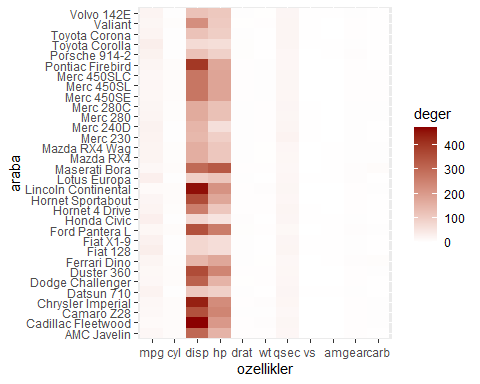 Volvo 142E
Valiant
Toyota Corona
Toyota Corolla
Porsche 914-2
Pontiac Firebird
Merc 450SLC
Merc 450SL
Merc 450SE
Merc 280C
Merc 280
Merc 240D
Merc 230
Mazda RX4 Wag
Mazda RX4
Maserati Bora
Lotus Europa
Lincoln Continental
Hornet Sportabout
Hornet 4 Drive
Honda Civic
Ford Pantera L
Fiat X1-9
Fiat 128
Ferrari Dino
Duster 360
Dodge Challenger
Datsun 710
Chrysler Imperial
Camaro Z28
Cadillac Fleetwood
AMC Javelin
araba
mpg cyl disp hp drat wt qsec vs am gear carb
ozellikler
deger
400
300
200
100
0